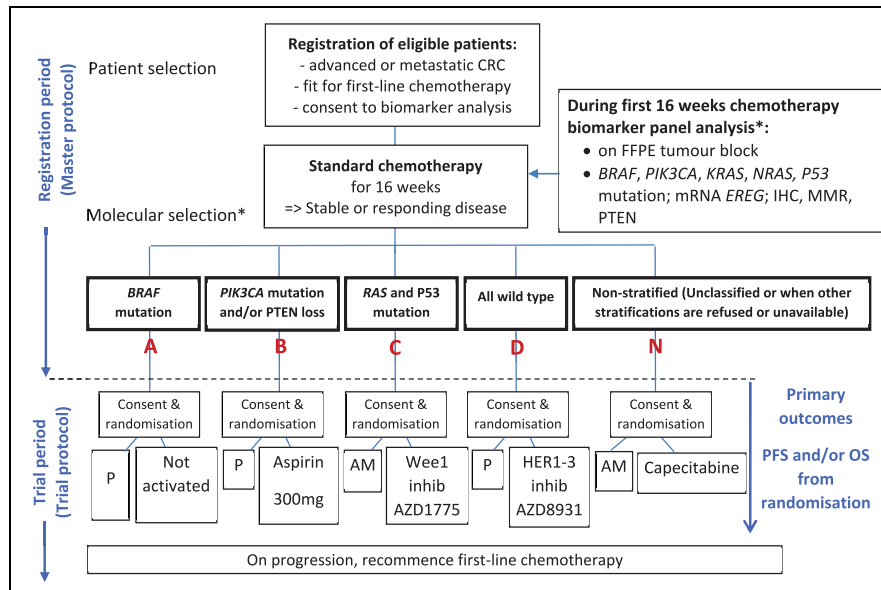 Registration period
(Master protocol)
Patient selection
Registration of eligible patients:
- advanced or metastatic CRC
- fit for first-line chemotherapy
- consent to biomarker analysis
During first 16 weeks chemotherapy
biomarker panel analysis*:
• on FFPE tumour block
• BRAF, PIK3CA, KRAS, NRAS, P53
mutation; mRNA EREG; IHC, MMR,
PTEN
Standard chemotherapy
for 16 weeks
=> Stable or responding disease
Molecular selection*
BRAF
mutation
PIK3CA mutation
and/or PTEN loss
RAS and P53
mutation
All wild type
Non-stratified (Unclassified or when other
stratifications are refused or unavailable)
A
B
C
D
N
Trial period
(Trial protocol)
Consent &
randomisation
Consent &
randomisation
Consent &
randomisation
Consent &
randomisation
Consent &
randomisation
P
Not
activated
P
Aspirin
300mg
AM
Wee1
inhib
AZD1775
P
HER1-3
inhib
AZD8931
AM
Capecitabine
Primary
outcomes
PFS and/or OS
from
randomisation
On progression, recommence first-line chemotherapy